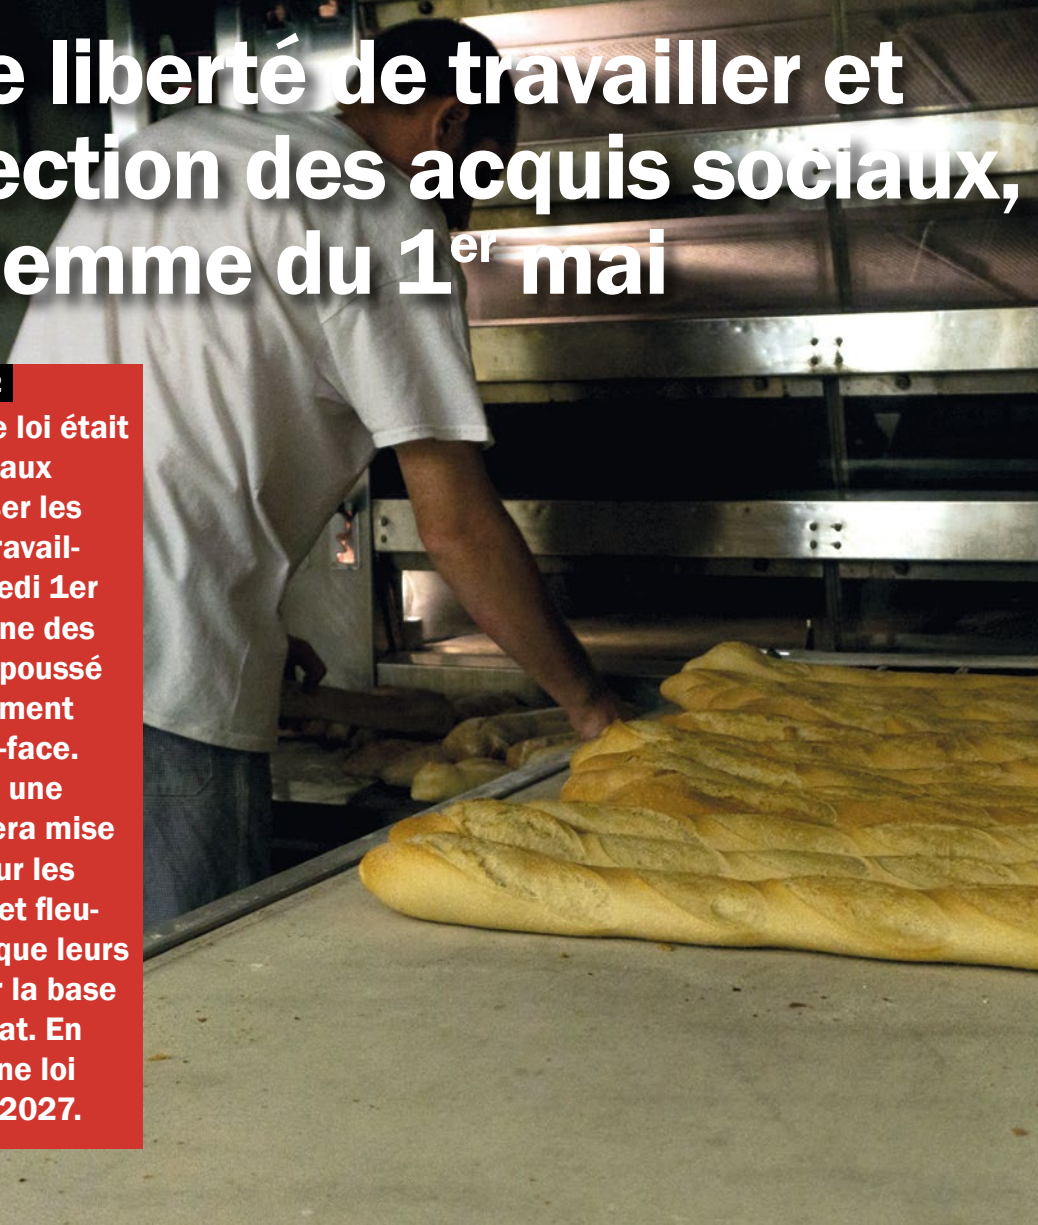 e liberté de travailler et
ection des acquis sociaux,
emme du 1er mai
e loi était
aux
er les
ravail-
edi 1er
ne des
poussé
ment
-face.
une
era mise
ur les
et fleu-
que leurs
r la base
at. En
ne loi
2027.